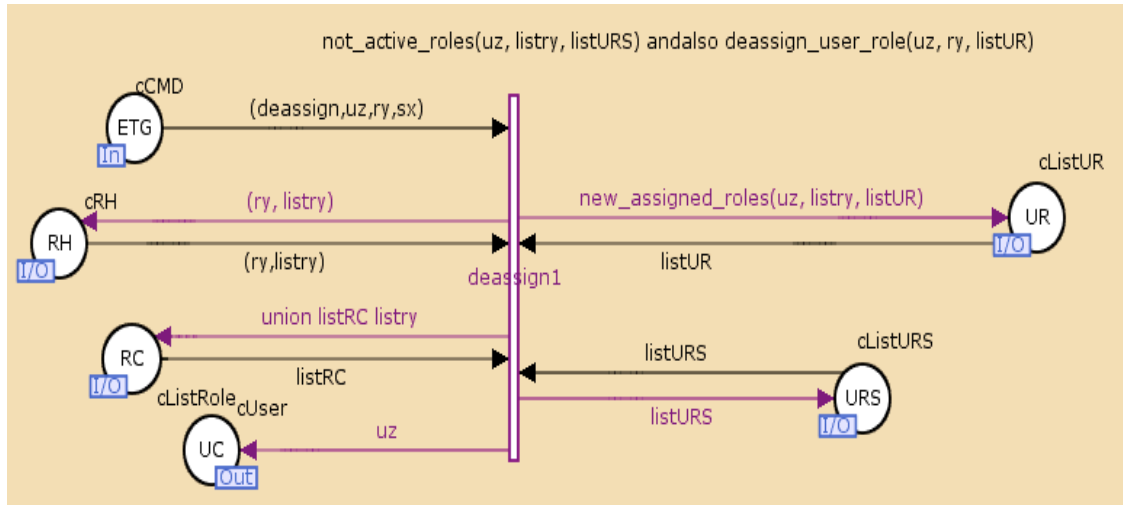 not_active_roles(uz, listry, listURS) andalso deassign_user_role(uz, ry, listUR)
cCMD
ETG
In
(deassign,uz,ry,sx)
cListUR
UR
I/O
new_assigned_roles(uz, listry, listUR)
listUR
cRH
RH
I/O
(ry, listry)
(ry,listry)
deassign1
union listRC listry
RC
I/O
listRC
cListRole
listURS
cListURS
URS
I/O
listURS
cUser
UC
Out
uz